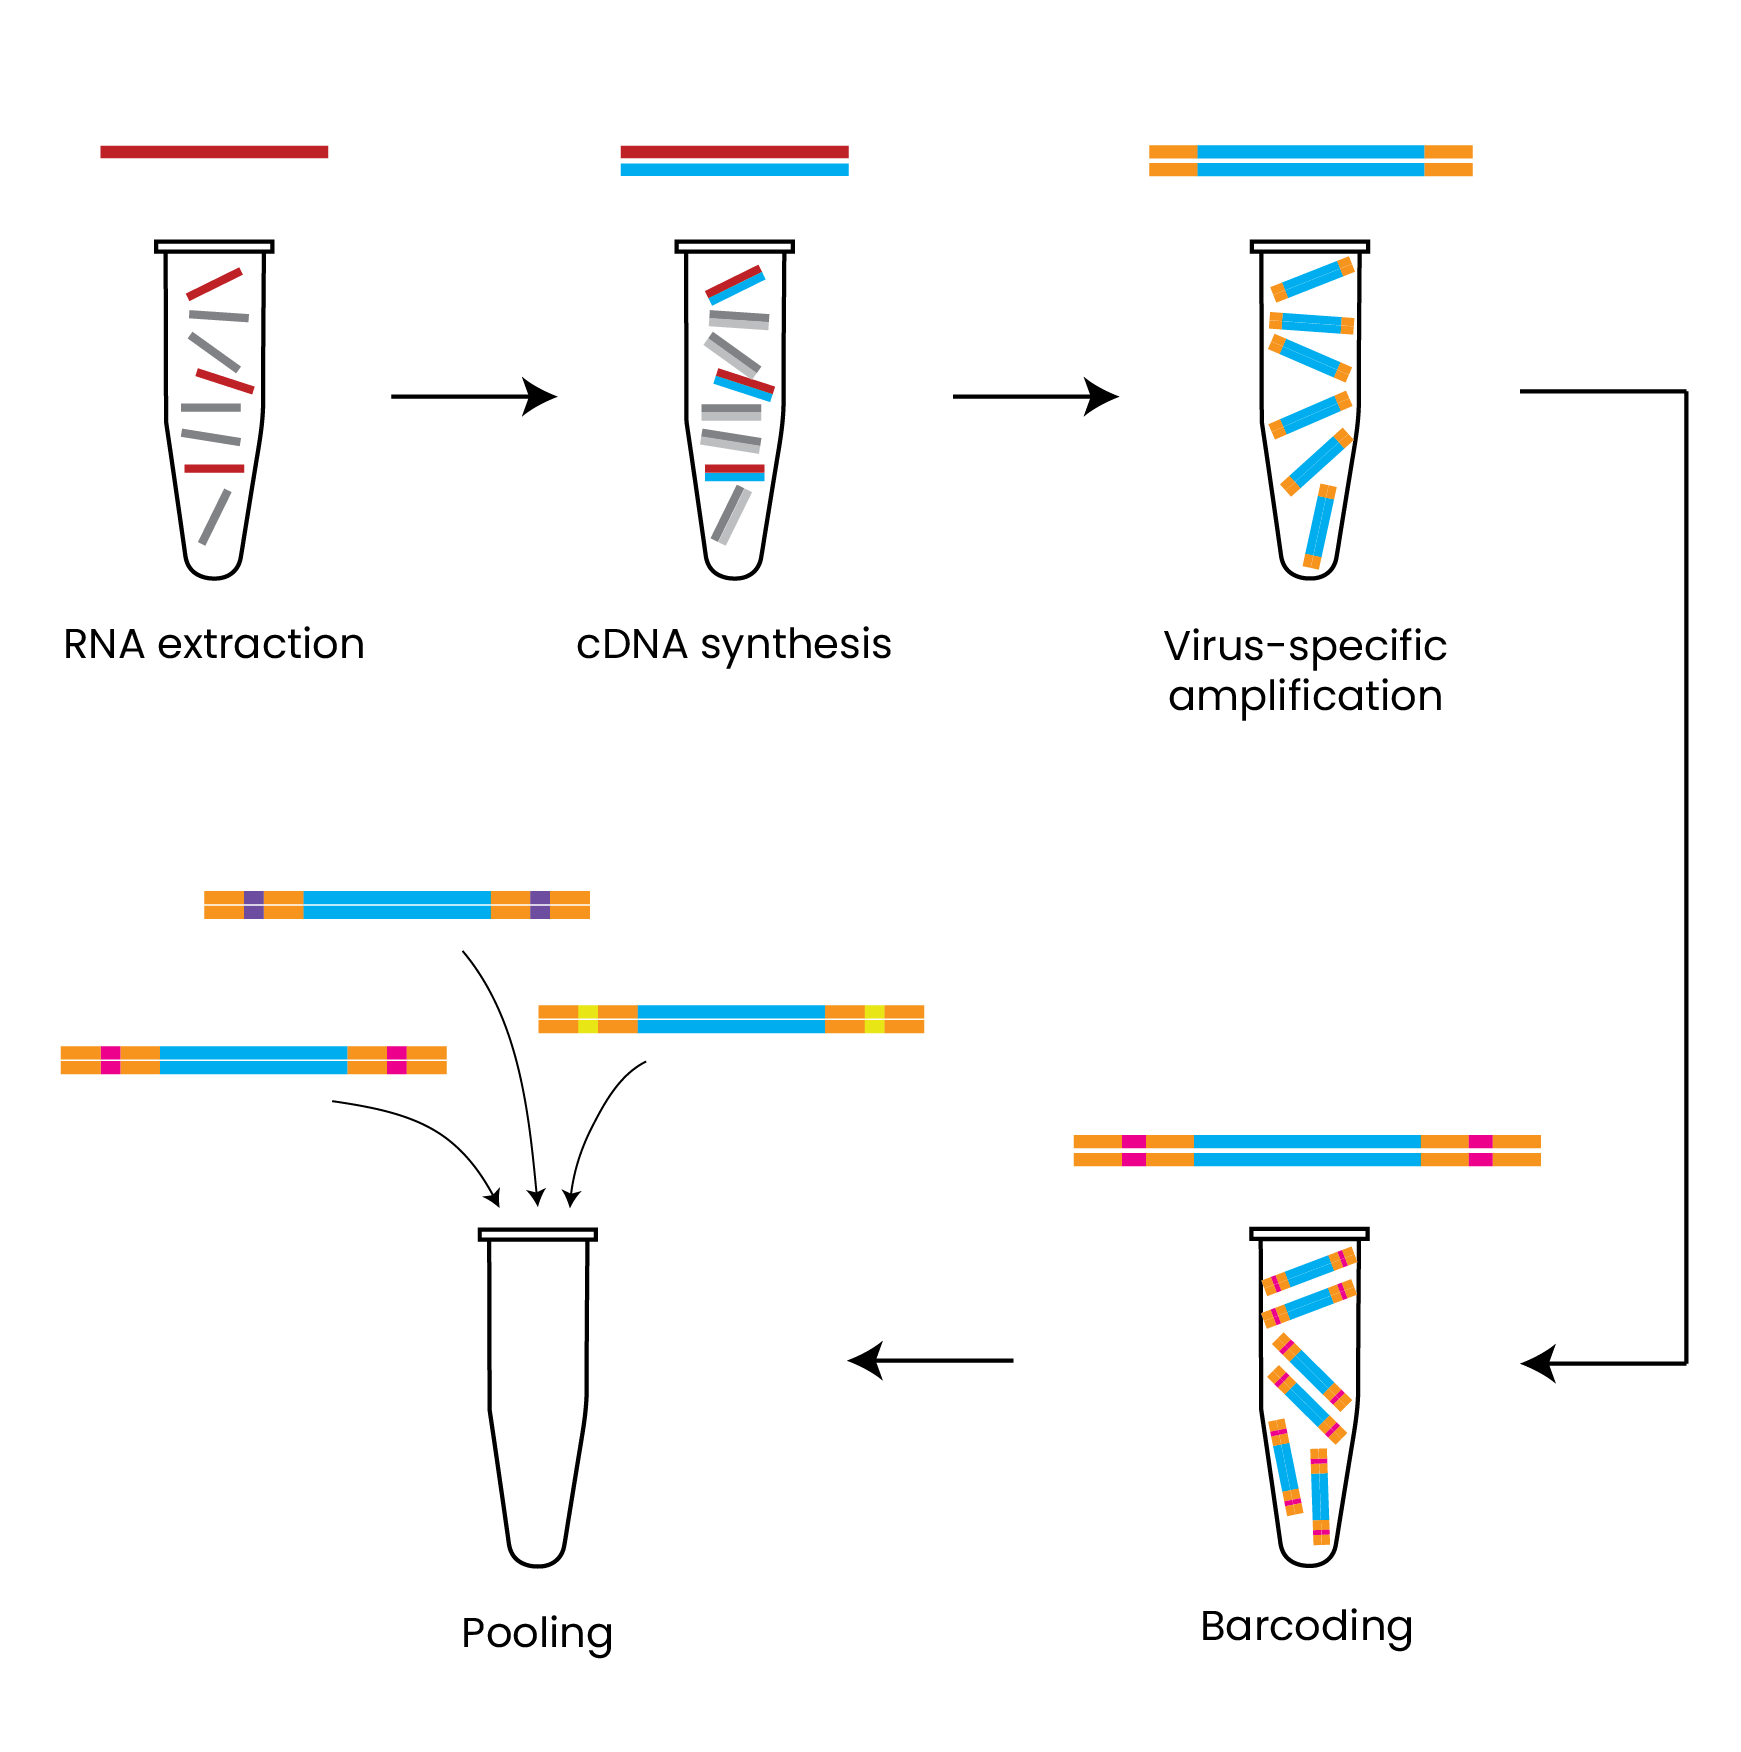 RNA extraction
cDNA synthesis
Virus-specific
amplification
Pooling
Barcoding